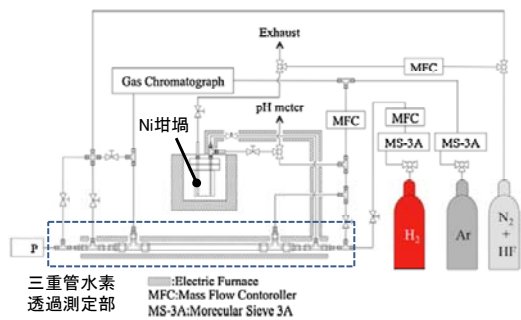 Exhaust
MFC
Gas Chromatograph
pH meter
MFC
MFC
Ni坩堝
MS-3A
MS-3A
H2
Ar
N2
+
HF
P
三重管水素
透過測定部
:Electric Furnace
MFC:Mass Flow Contoroller
MS-3A:Morecular Sieve 3A